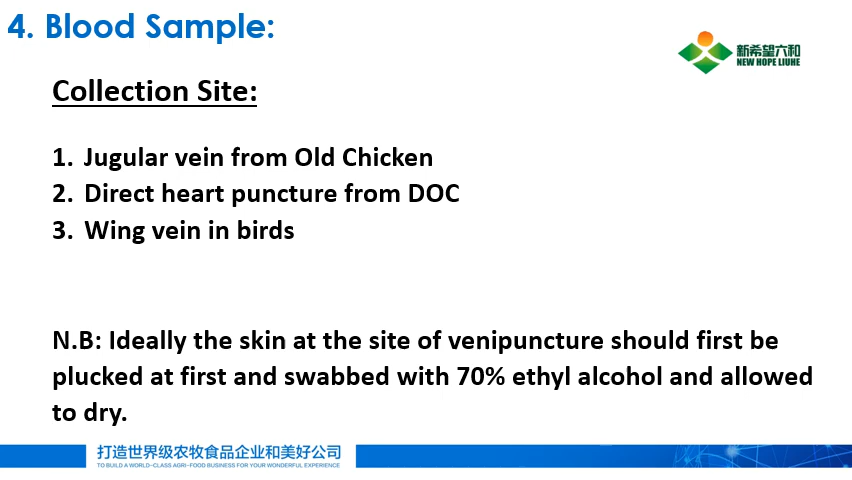 4. Blood Sample:
新希望六和
NEW HOPE LIUHE
Collection Site:
1. Jugular vein from Old Chicken
2. Direct heart puncture from DOC
3. Wing vein in birds
N.B: Ideally the skin at the site of venipuncture should first be
plucked at first and swabbed with 70% ethyl alcohol and allowed
to dry.
打造世界级农牧食品企业和美好公司
TO BUILD A WORLD-CLASS AGRI-FOOD BUSINESS FOR YOUR WONDERFUL EXPERIENCE